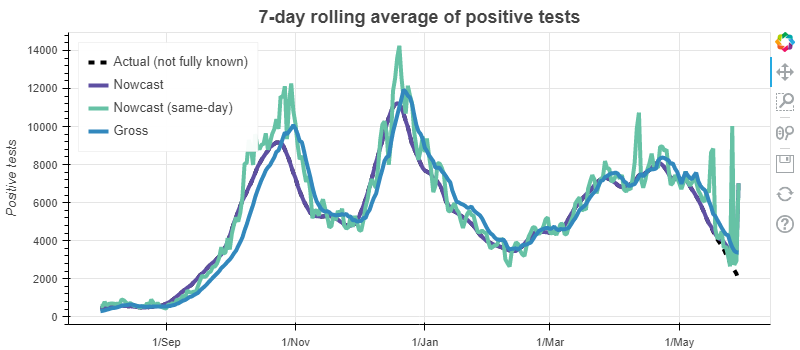 7-day rolling average of positive tests
Positive tests
14000
12000
10000
8000
6000
4000
2000
0
Actual (not fully known)
Nowcast
Nowcast (same-day)
Gross
1/Sep
1/Nov
1/Jan
1/Mar
1/May